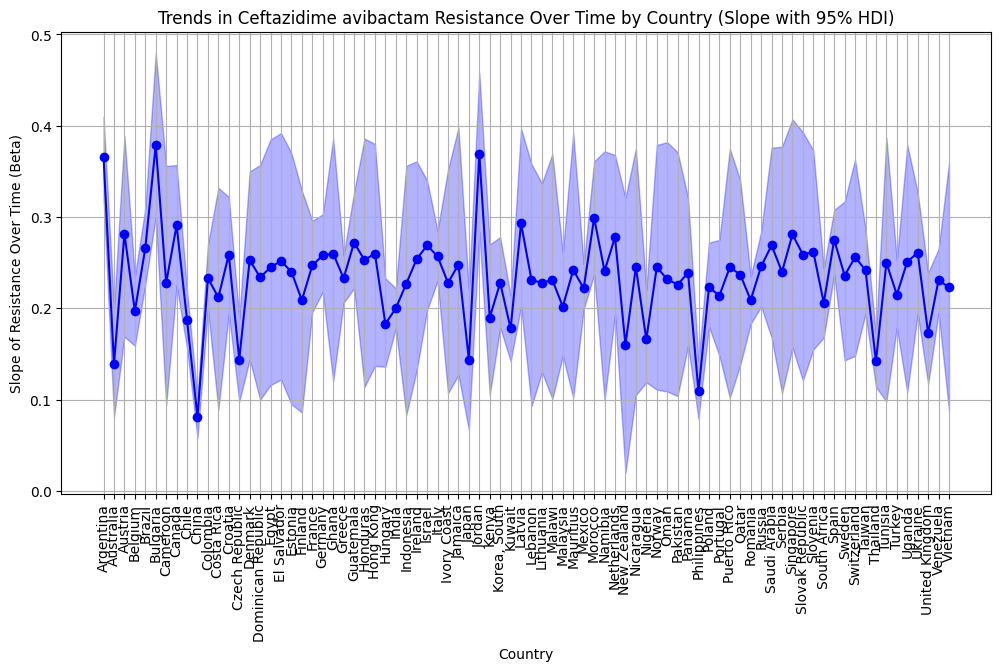 Trends in Ceftazidime avibactam Resistance Over Time by Country (Slope with 95% HDI)
Slope of Resistance Over Time (Beta)
0.5
0.4
0.3
0.2
0.1
0.0
Argentina
Australia
Austria
Belgium
Brazil
Bulgaria
Cameroon
Canada
Chile
China
Colombia
Costa Rica
Croatia
Czech Republic
Denmark
Dominican Republic
Egypt
El Salvador
Estonia
Finland
France
Germany
Ghana
Greece
Guatemala
Honduras
Hong Kong
Hungary
India
Indonesia
Ireland
Israel
Italy
Ivory Coast
Jamaica
Japan
Jordan
Kenya
Korea, South
Kuwait
Latvia
Lebanon
Lithuania
Malawi
Malaysia
Mauritius
Mexico
Morocco
Namibia
Netherlands
New Zealand
Nicaragua
Nigeria
Norway
Oman
Pakistan
Panama
Philippines
Poland
Portugal
Puerto Rico
Qatar
Romania
Russia
Saudi Arabia
Serbia
Singapore
Slovak Republic
Slovenia
South Africa
Spain
Sweden
Switzerland
Taiwan
Thailand
Tunisia
Turkey
Uganda
Ukraine
United Kingdom
Venezuela
Vietnam
Country